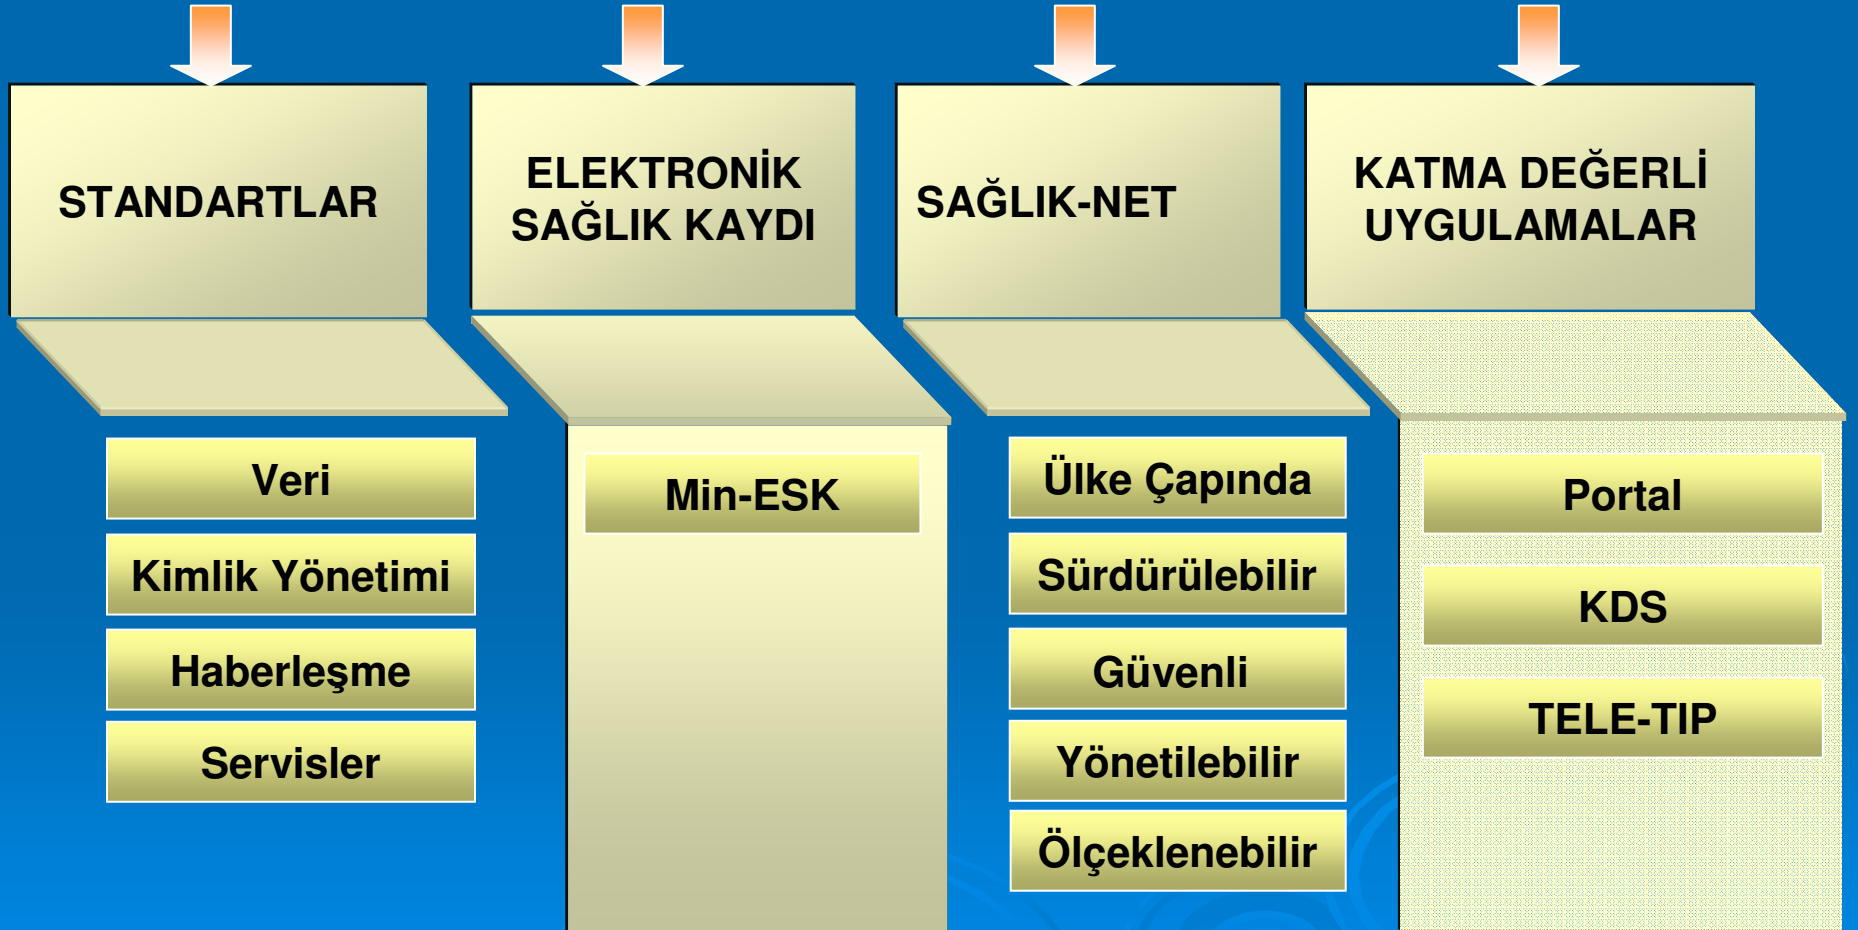 STANDARTLAR
Veri
Kimlik Yönetimi
Haberleşme
Servisler
ELEKTRONİK
SAĞLIK KAYDI
Min-ESK
SAĞLIK-NET
Ülke Çapında
Sürdürülebilir
Güvenli
Yönetilebilir
Ölçeklenebilir
KATMA DEĞERLİ
UYGULAMALAR
Portal
KDS
TELE-TIP